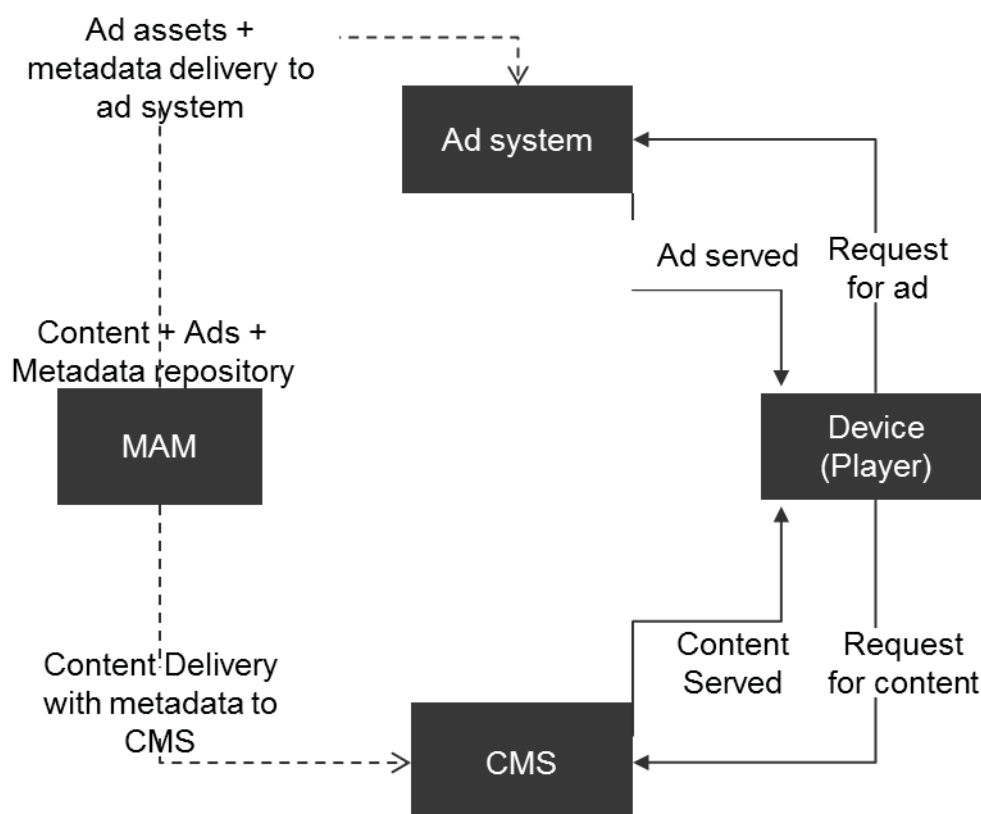 Ad assets +
metadata delivery to
ad system
Ad system
Ad served
Request
for ad
Content + Ads +
Metadata repository
MAM
Device
(Player)
Content Delivery
with metadata to
CMS
Content
Served
Request
for content
CMS